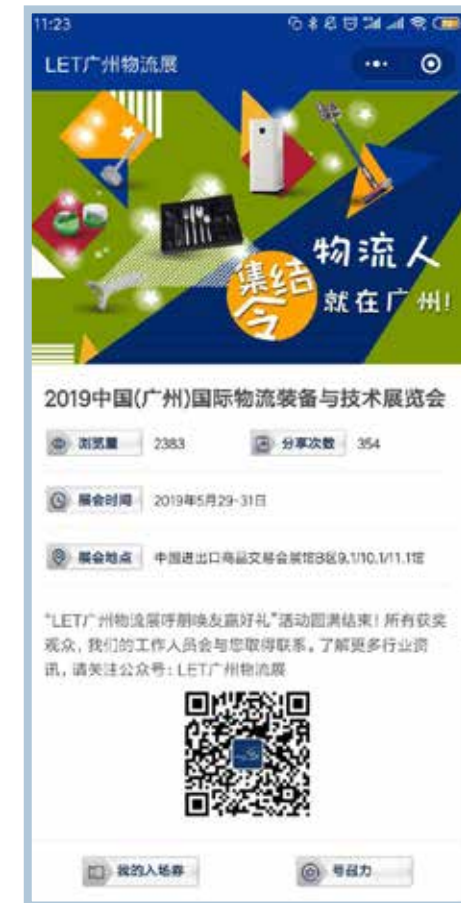 11:23
LET广州物流展
集结令
物流人
就在广州!
2019中国(广州)国际物流装备与技术展览会
浏览量 2383 分享次数 354
展会时间 2019年5月29-31日
展会地点 中国进出口商品交易会展馆B区9.1/10.1/11.1馆
“LET广州物流展呼朋唤友赢好礼”活动圆满结束! 所有获奖
观众, 我们的工作人员会与您取得联系。了解更多行业资
讯, 请关注公众号: LET广州物流展
我的入场券 号召力